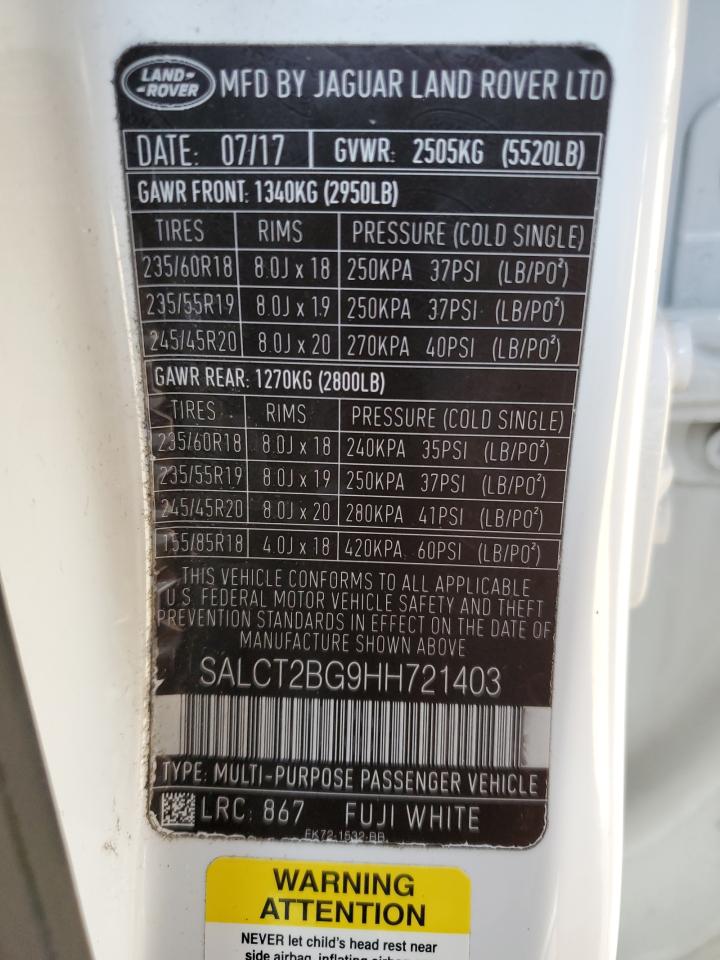 LAND-
-ROVER
MFD BY JAGUAR LAND ROVER LTD
DATE: 07/17 GVWR: 2505KG (5520LB)
GAWR FRONT: 1340KG (2950LB)
TIRES RIMS PRESSURE (COLD SINGLE)
235/60R18 8.0J x 18 250KPA 37PSI (LB/PO²)
235/55R19 8.0J x 19 250KPA 37PSI (LB/PO²)
245/45R20 8.0J x 20 270KPA 40PSI (LB/PO²)
GAWR REAR: 1270KG (2800LB)
TIRES RIMS PRESSURE (COLD SINGLE)
235/60R18 8.0J x 18 240KPA 35PSI (LB/PO²)
235/55R19 8.0J x 19 250KPA 37PSI (LB/PO²)
245/45R20 8.0J x 20 280KPA 41PSI (LB/PO²)
155/85R18 4.0J x 18 420KPA 60PSI (LB/PO²)
THIS VEHICLE CONFORMS TO ALL APPLICABLE
U.S. FEDERAL MOTOR VEHICLE SAFETY AND THEFT
PREVENTION STANDARDS IN EFFECT ON THE DATE OF
MANUFACTURE SHOWN ABOVE
SALCT2BG9HH721403
TYPE: MULTI-PURPOSE PASSENGER VEHICLE
LRC: 867 FUJI WHITE
FK72-1532-BB
WARNING
ATTENTION
NEVER let child's head rest near
side airbag, inflating airbag